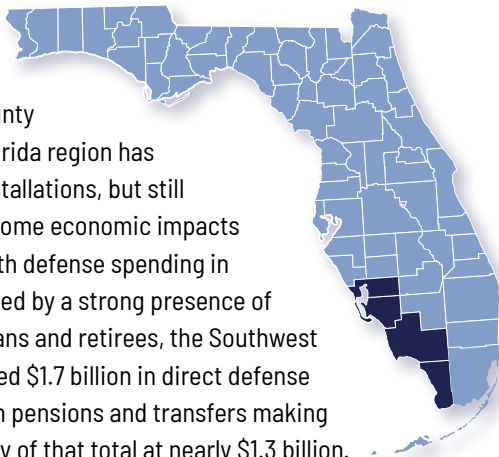 unty
rida region has
stallations, but still
ome economic impacts
th defense spending in
ed by a strong presence of
ans and retirees, the Southwest
ed $1.7 billion in direct defense
n pensions and transfers making
y of that total at nearly $1.3 billion.